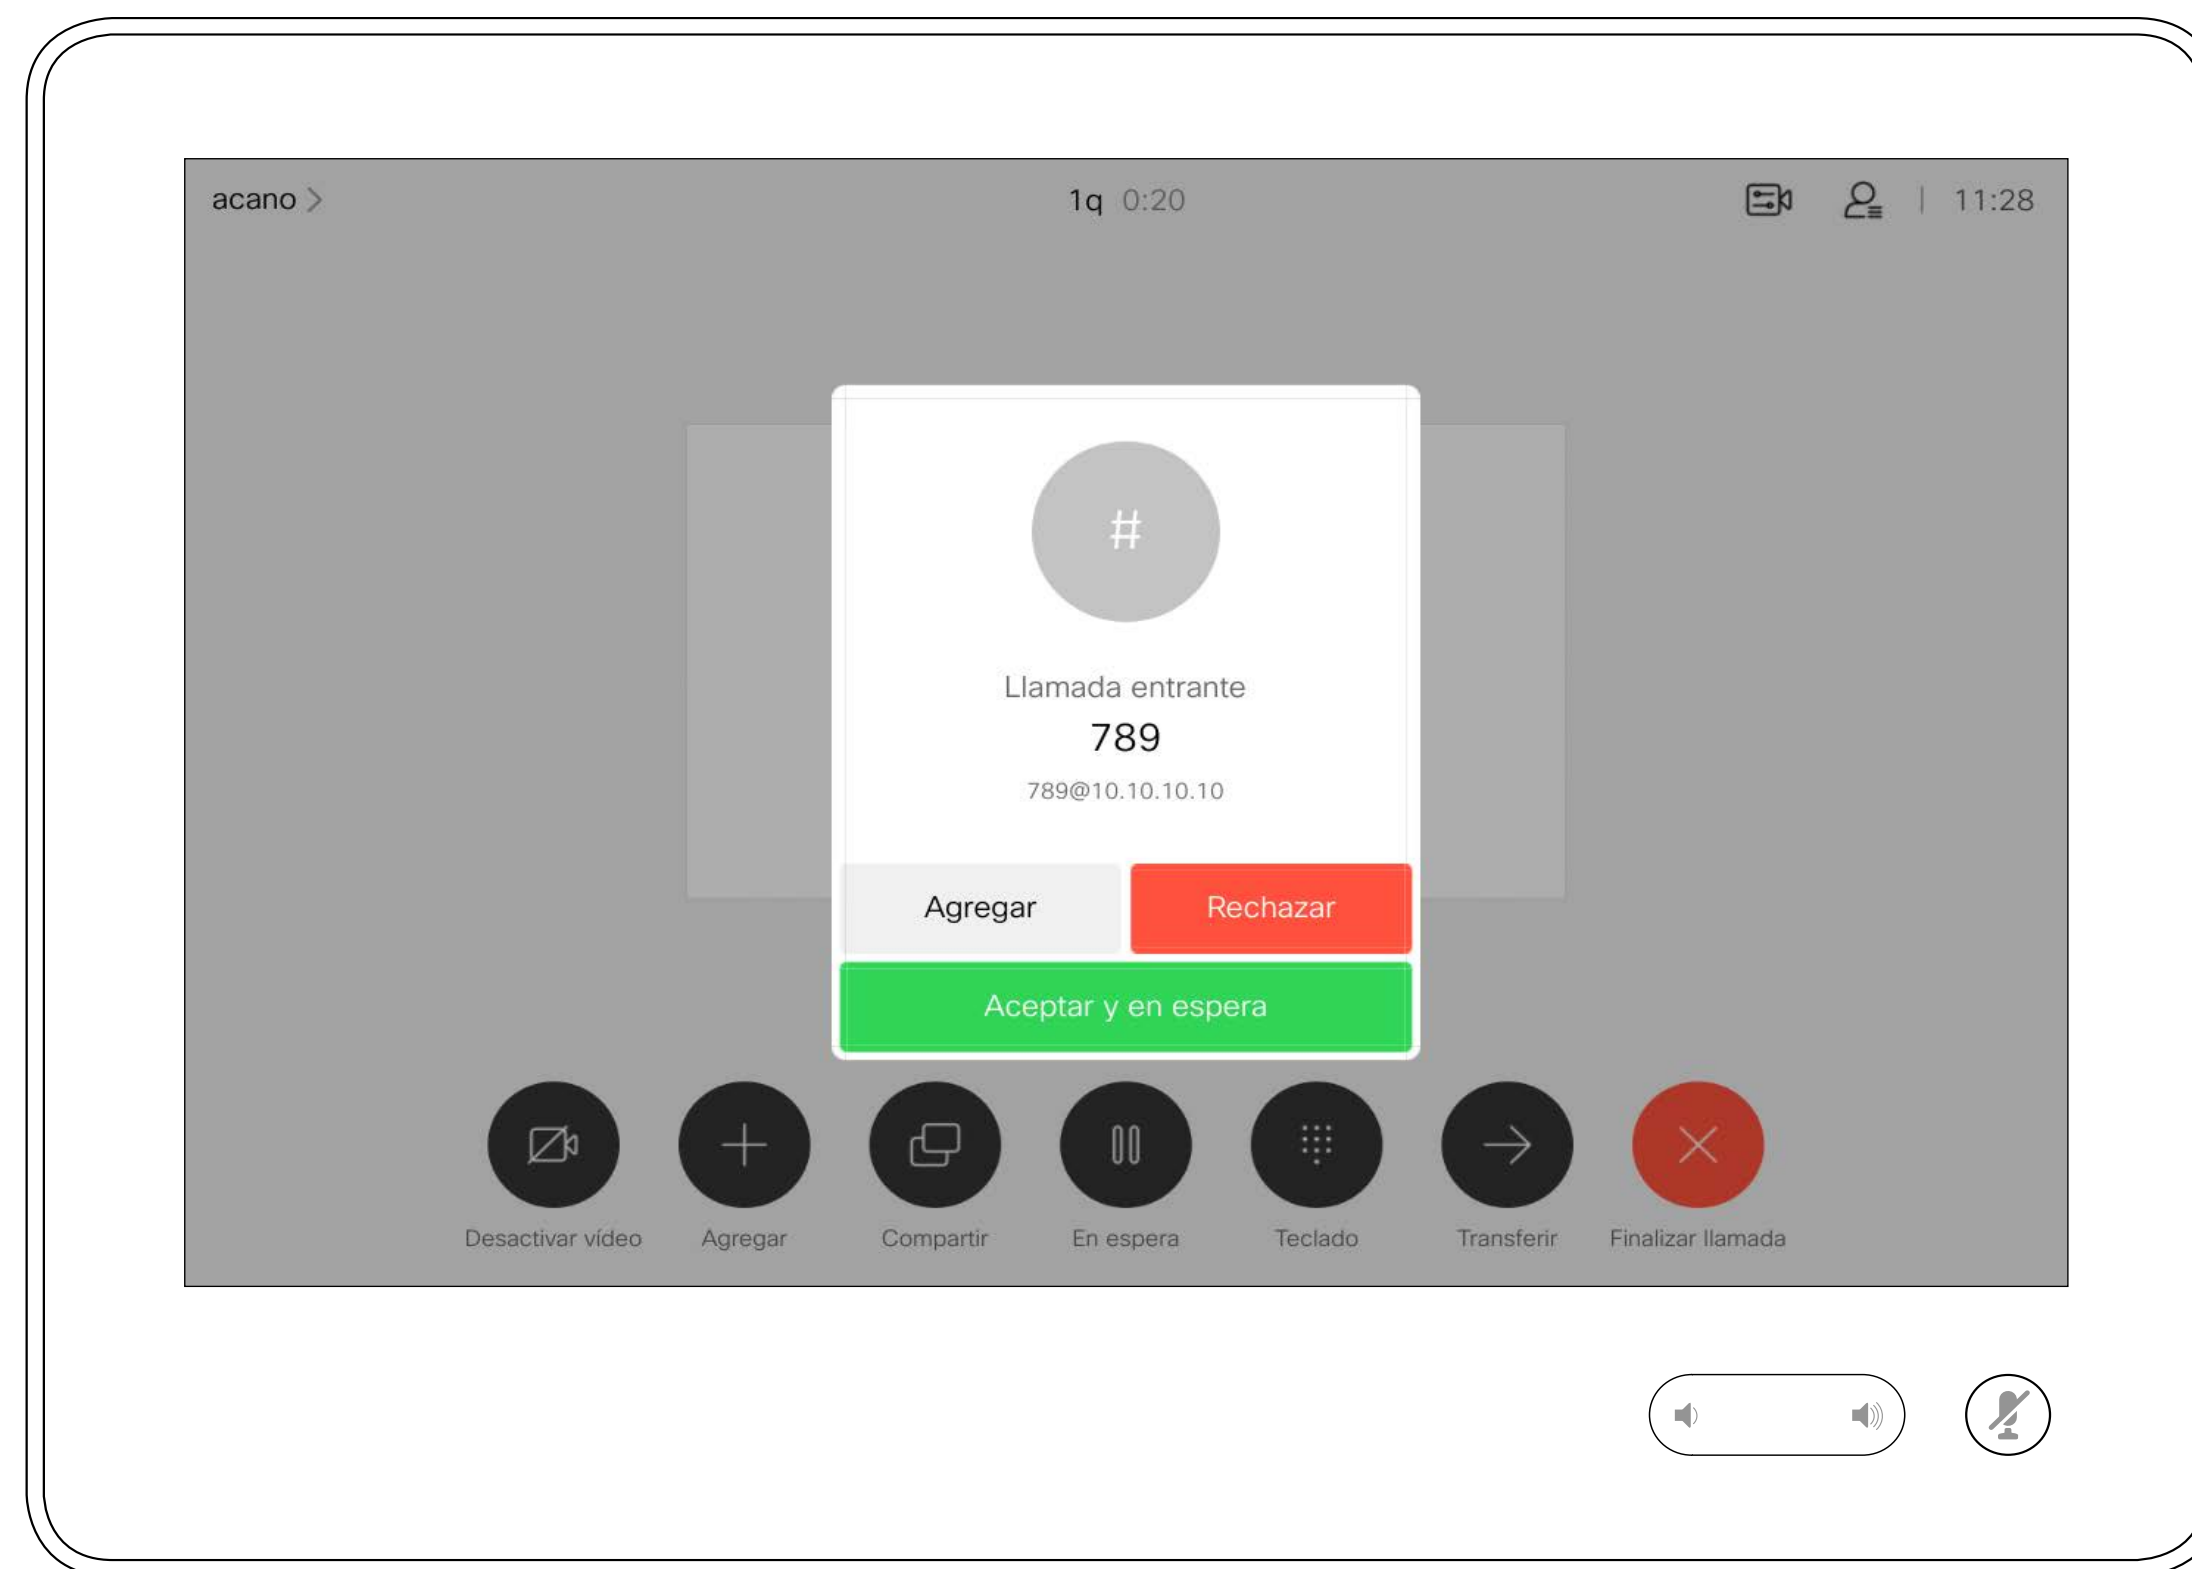 acano
1q 0:20
11:28
#
Llamada entrante
789
789@10.10.10.10
Agregar
Rechazar
Aceptar y en espera
Desactivar vídeo
Agregar
Compartir
En espera
Teclado
Transferir
Finalizar llamada